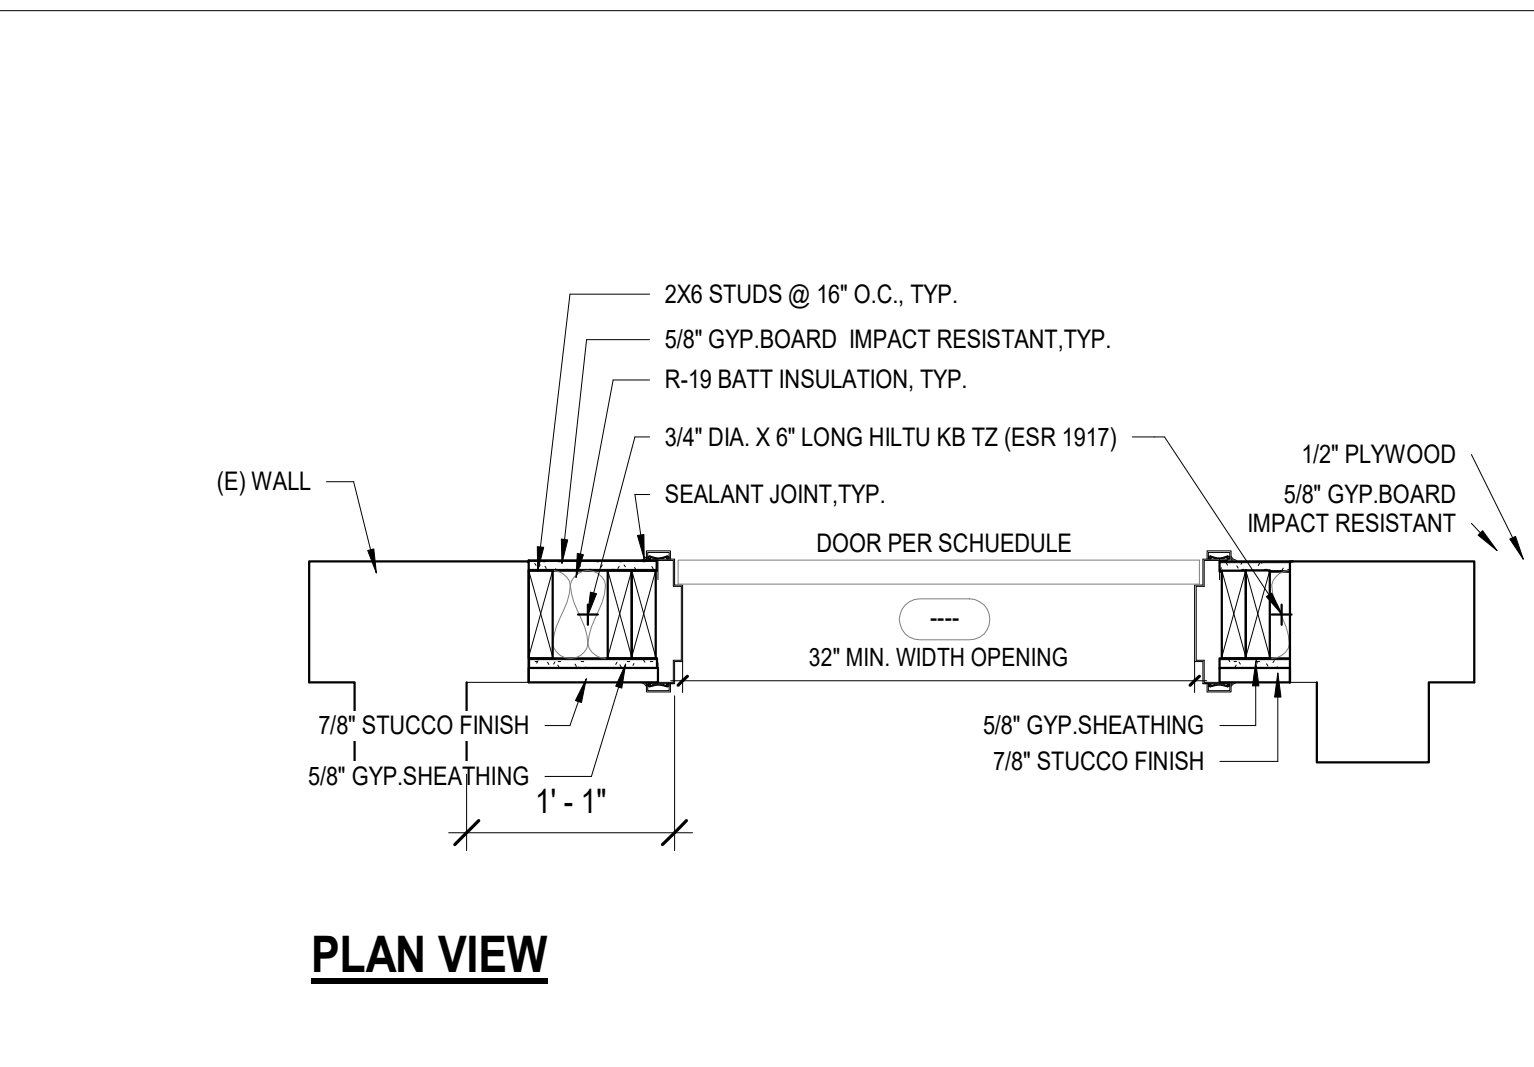 2X6 STUDS @ 16" O.C., TYP.
5/8" GYP.BOARD  IMPACT RESISTANT,TYP.
R-19 BATT INSULATION, TYP.
3/4" DIA. X 6" LONG HILTU KB TZ (ESR 1917)
1/2" PLYWOOD
(E) WALL
SEALANT JOINT,TYP.
5/8" GYP.BOARD
IMPACT RESISTANT
DOOR PER SCHUEDULE
----
32" MIN. WIDTH OPENING
7/8" STUCCO FINISH
5/8" GYP.SHEATHING
5/8" GYP.SHEATHING
7/8" STUCCO FINISH
1' - 1"
PLAN VIEW